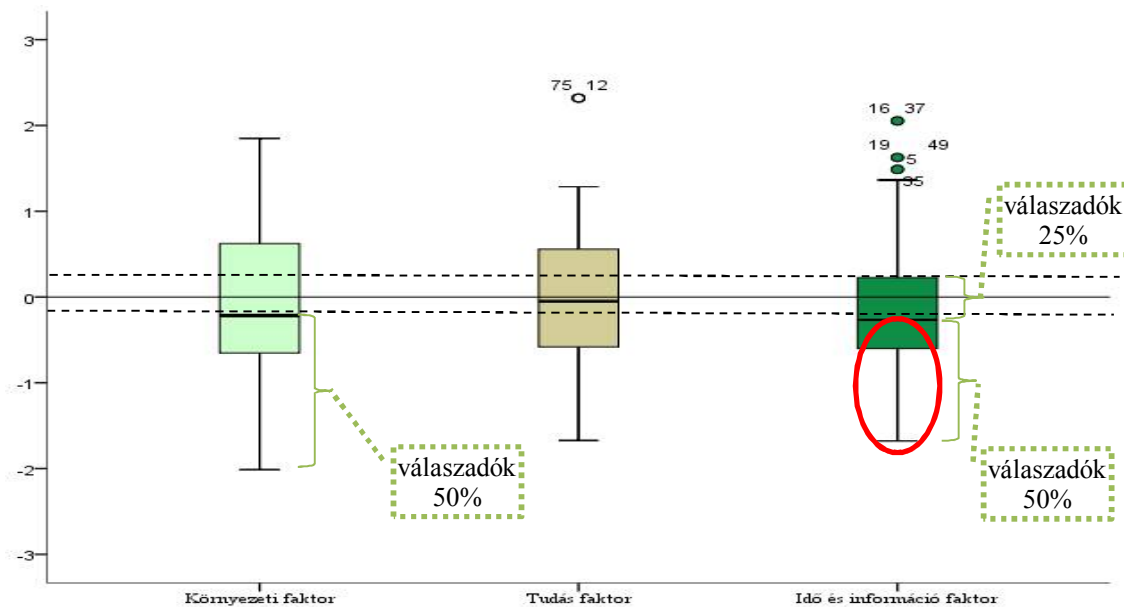 3
2
1
0
-1
-2
-3
75 12
16 37
19 49
5
35
válaszadók
25%
válaszadók
50%
válaszadók
50%
Környezeti faktor
Tudás faktor
Idő és információ faktor